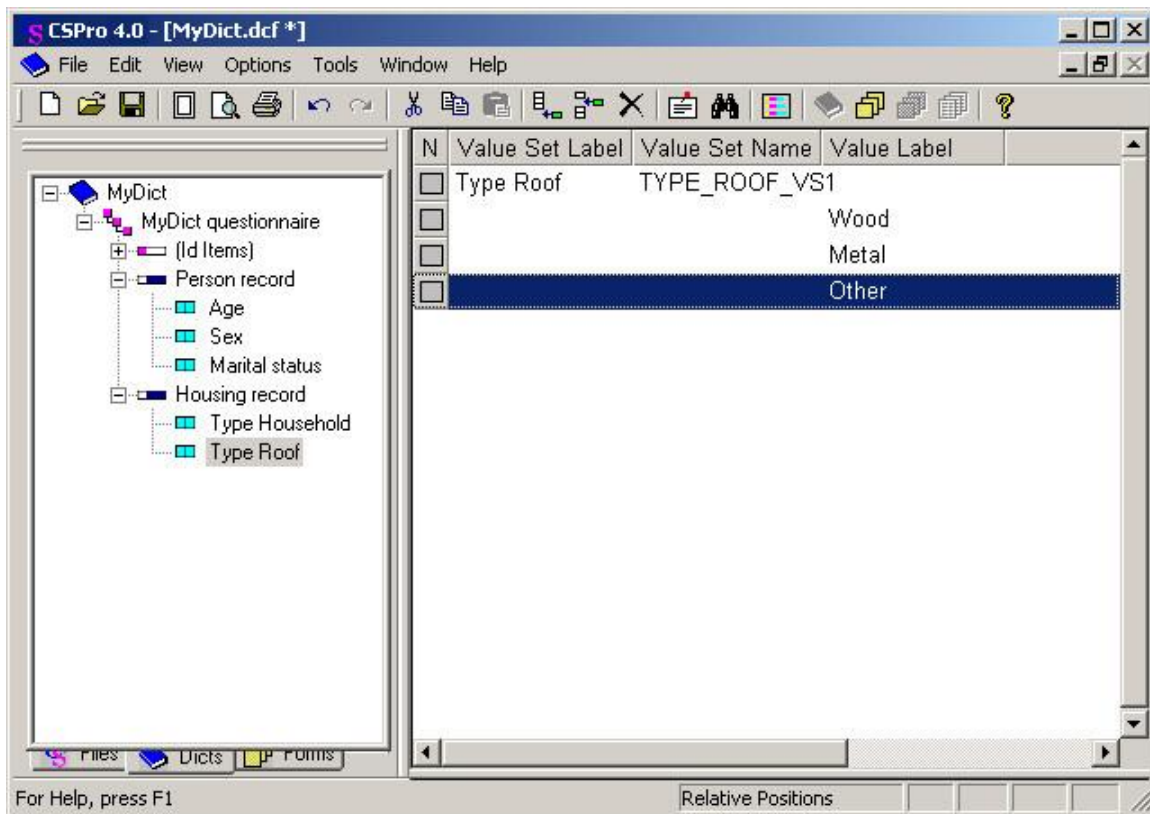 CSPro 4.0 - [MyDict.dcf *]
File Edit View Options Tools Window Help
N Value Set Label Value Set Name Value Label
Type Roof TYPE_ROOF_VS1
Wood
Metal
Other
MyDict
MyDict questionnaire
(Id Items)
Person record
Age
Sex
Marital status
Housing record
Type Household
Type Roof
Files Dicts Forms
For Help, press F1 Relative Positions